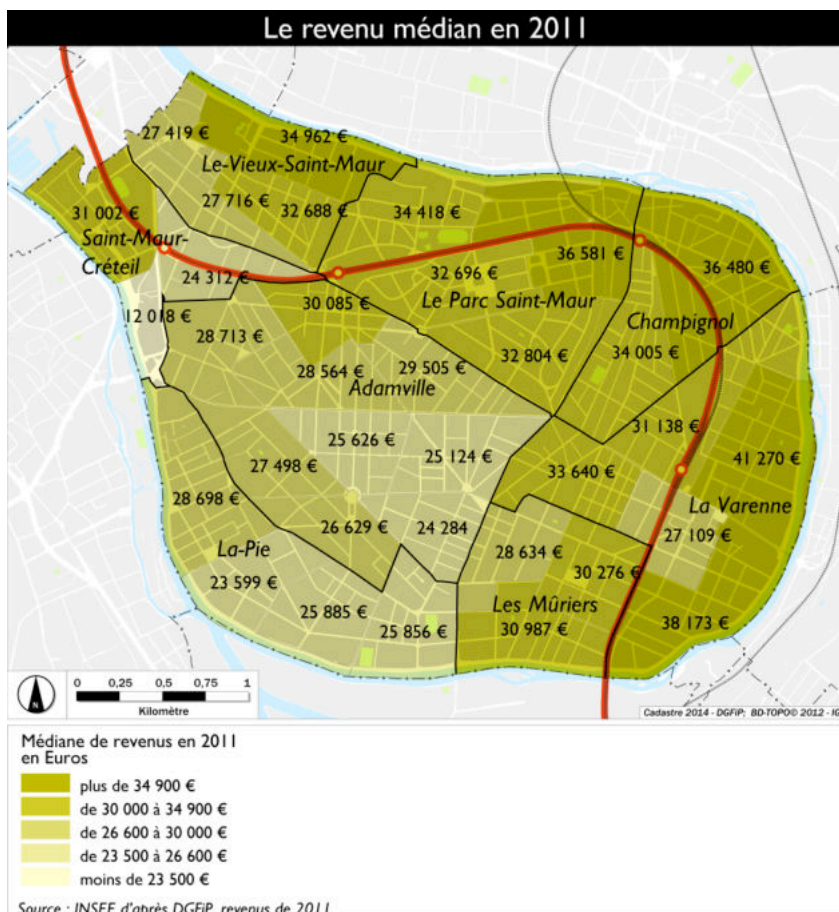 Le revenu médian en 2011
27 419 €
34 962 €
Le-Vieux-Saint-Maur
27 716 €
32 688 €
34 418 €
31 002 €
Saint-Maur-
Créteil
24 312 €
36 581 €
36 480 €
32 696 €
Le Parc Saint-Maur
30 085 €
12 018 €
28 713 €
Champignol
34 005 €
32 804 €
29 505 €
28 564 €
Adamville
31 138 €
25 626 €
25 124 €
41 270 €
27 498 €
33 640 €
28 698 €
La Varenne
26 629 €
24 284
27 109 €
La-Pie
28 634 €
23 599 €
30 276 €
25 885 €
Les Mûriers
25 856 €
30 987 €
38 173 €
N
0 0,25 0,5 0,75 1
Kilomètre
Cadastre 2014 - DGFiP; BD-TOPO© 2012 - IG
Médiane de revenus en 2011
en Euros
plus de 34 900 €
de 30 000 à 34 900 €
de 26 600 à 30 000 €
de 23 500 à 26 600 €
moins de 23 500 €
Source : INSEE d'après DGFiP, revenus de 2011